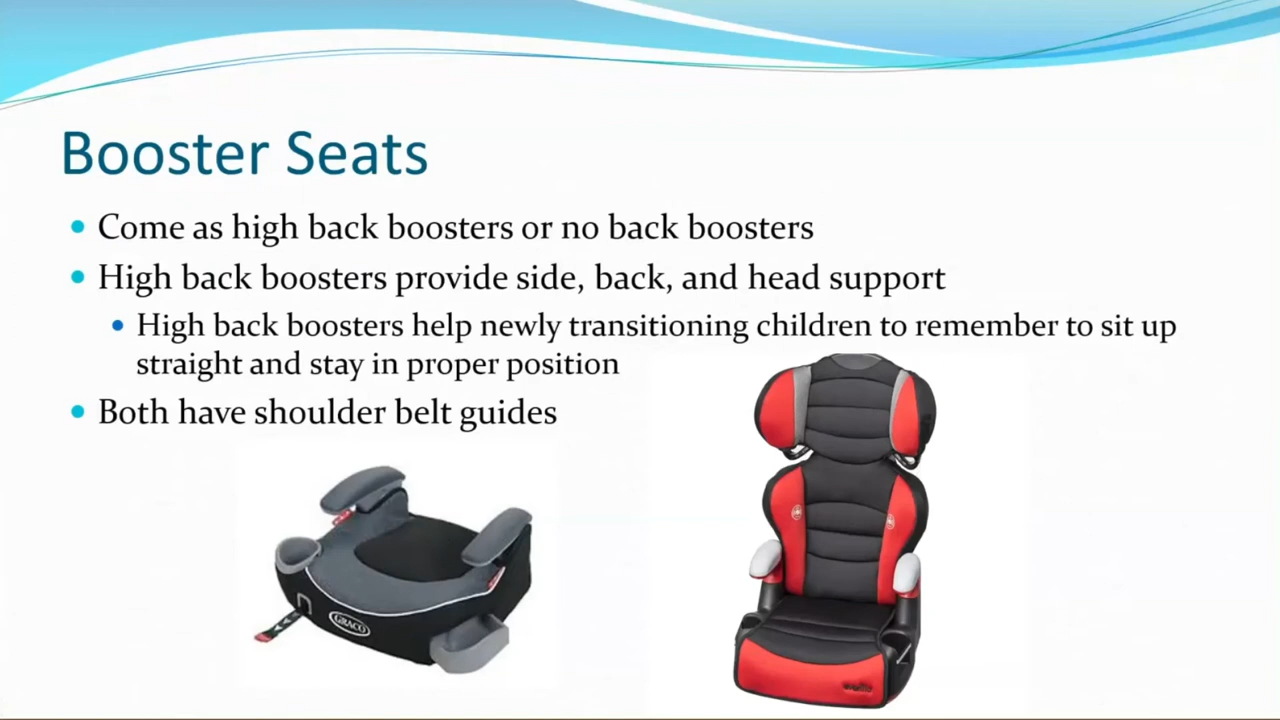 Booster Seats
Come as high back boosters or no back boosters
High back boosters provide side, back, and head support
High back boosters help newly transitioning children to remember to sit up
straight and stay in proper position
Both have shoulder belt guides
GRACO